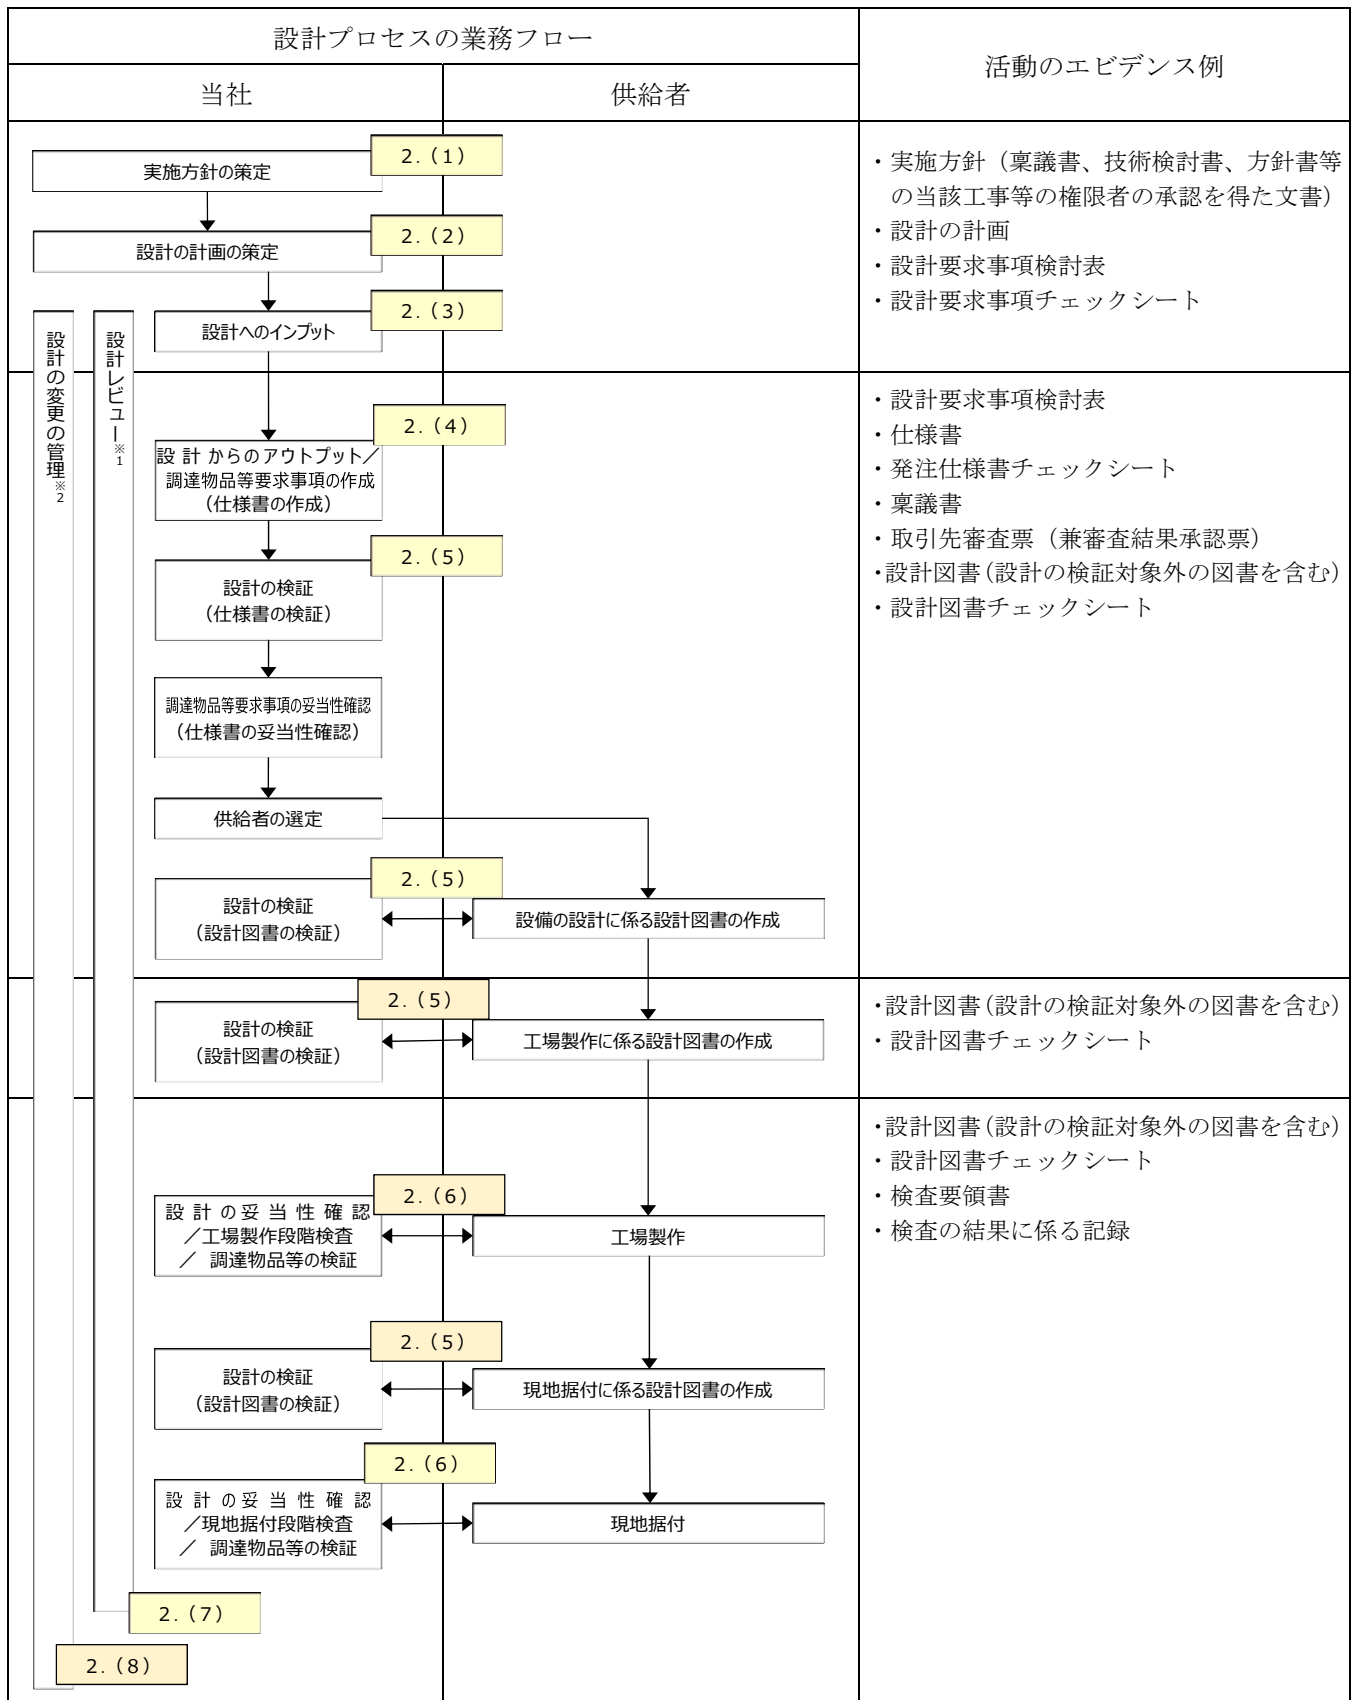 設計プロセスの業務フロー
活動のエビデンス例
当社
供給者
2.(1)
実施方針の策定
2.(2)
設計の計画の策定
2.(3)
設計へのインプット
・実施方針（稟議書、技術検討書、方針書等
の当該工事等の権限者の承認を得た文書）
・設計の計画
・設計要求事項検討表
・設計要求事項チェックシート
設計の変更の管理※2
設計レビュー※1
2.(4)
設計からのアウトプット／
調達物品等要求事項の作成
（仕様書の作成）
2.(5)
設計の検証
（仕様書の検証）
調達物品等要求事項の妥当性確認
（仕様書の妥当性確認）
供給者の選定
2.(5)
設計の検証
（設計図書の検証）
設備の設計に係る設計図書の作成
・設計要求事項検討表
・仕様書
・発注仕様書チェックシート
・稟議書
・取引先審査票（兼審査結果承認票）
・設計図書（設計の検証対象外の図書を含む）
・設計図書チェックシート
2.(5)
設計の検証
（設計図書の検証）
工場製作に係る設計図書の作成
・設計図書（設計の検証対象外の図書を含む）
・設計図書チェックシート
2.(6)
設計の妥当性確認
／工場製作段階検査
／ 調達物品等の検証
工場製作
2.(5)
設計の検証
（設計図書の検証）
現地据付に係る設計図書の作成
2.(6)
設計の妥当性確認
／現地据付段階検査
／ 調達物品等の検証
現地据付
・設計図書（設計の検証対象外の図書を含む）
・設計図書チェックシート
・検査要領書
・検査の結果に係る記録
2.(7)
2.(8)